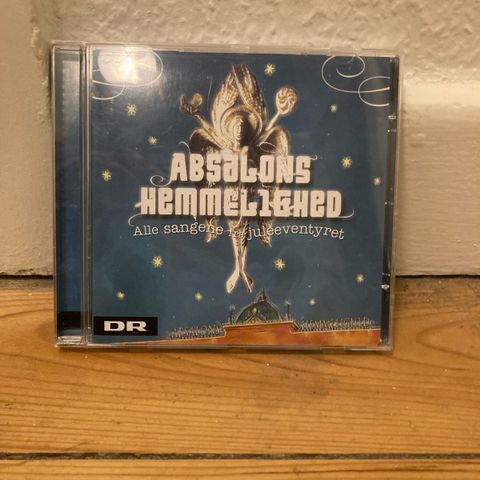 ABSALONS
HEMMELIGHED
Alle sangene fra juleeventyret
DR